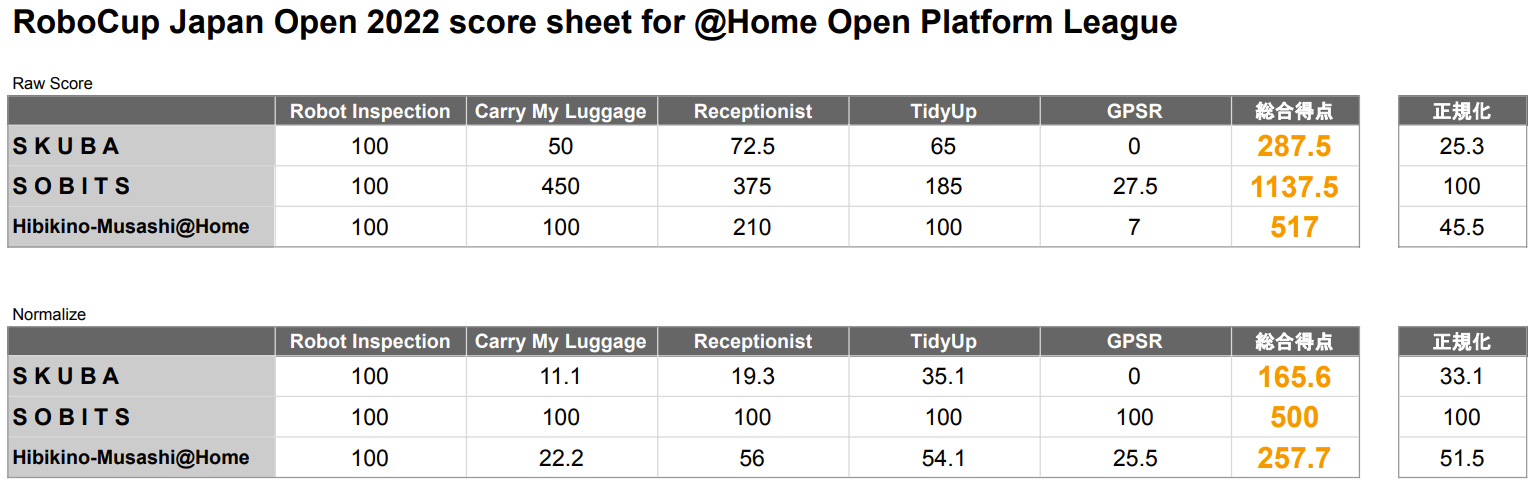 RoboCup Japan Open 2022 score sheet for @Home Open Platform League
Raw Score
Robot Inspection Carry My Luggage Receptionist TidyUp GPSR 総合得点 正規化
S K U B A 100 50 72.5 65 0 287.5 25.3
S O B I T S 100 450 375 185 27.5 1137.5 100
Hibikino-Musashi@Home 100 100 210 100 7 517 45.5
Normalize
Robot Inspection Carry My Luggage Receptionist TidyUp GPSR 総合得点 正規化
S K U B A 100 11.1 19.3 35.1 0 165.6 33.1
S O B I T S 100 100 100 100 100 500 100
Hibikino-Musashi@Home 100 22.2 56 54.1 25.5 257.7 51.5